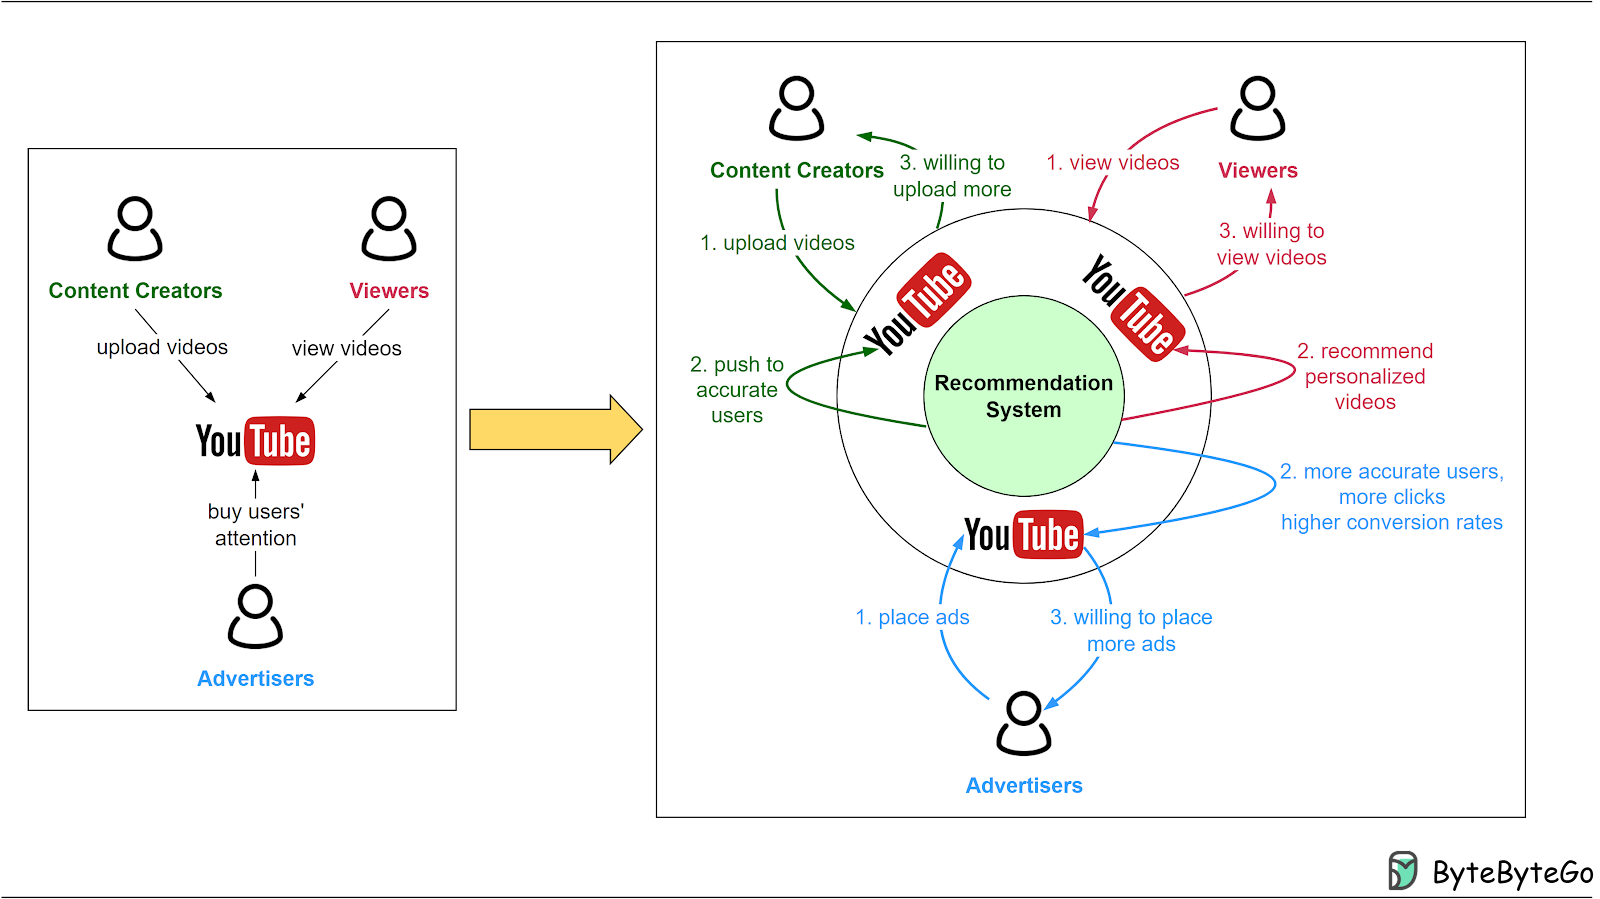 Content Creators
Viewers
upload videos
view videos
YouTube
buy users'
attention
Advertisers
Content Creators
3. willing to
upload more
1. view videos
Viewers
1. upload videos
3. willing to
view videos
YouTube
YouTube
2. push to
accurate
users
Recommendation
System
2. recommend
personalized
videos
2. more accurate users,
more clicks
higher conversion rates
YouTube
1. place ads
3. willing to place
more ads
Advertisers
ByteByteGo